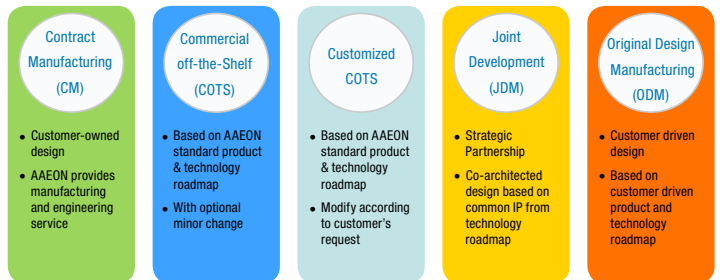 Contract
Manufacturing
(CM)
• Customer-owned
design
• AAEON provides
manufacturing
and engineering
service
Commercial
off-the-Shelf
(COTS)
• Based on AAEON
standard product
& technology
roadmap
• With optional
minor change
Customized
COTS
• Based on AAEON
standard product
& technology
roadmap
• Modify according
to customer's
request
Joint
Development
(JDM)
• Strategic
Partnership
• Co-architected
design based on
common IP from
technology
roadmap
Original Design
Manufacturing
(ODM)
• Customer driven
design
• Based on
customer driven
product and
technology
roadmap